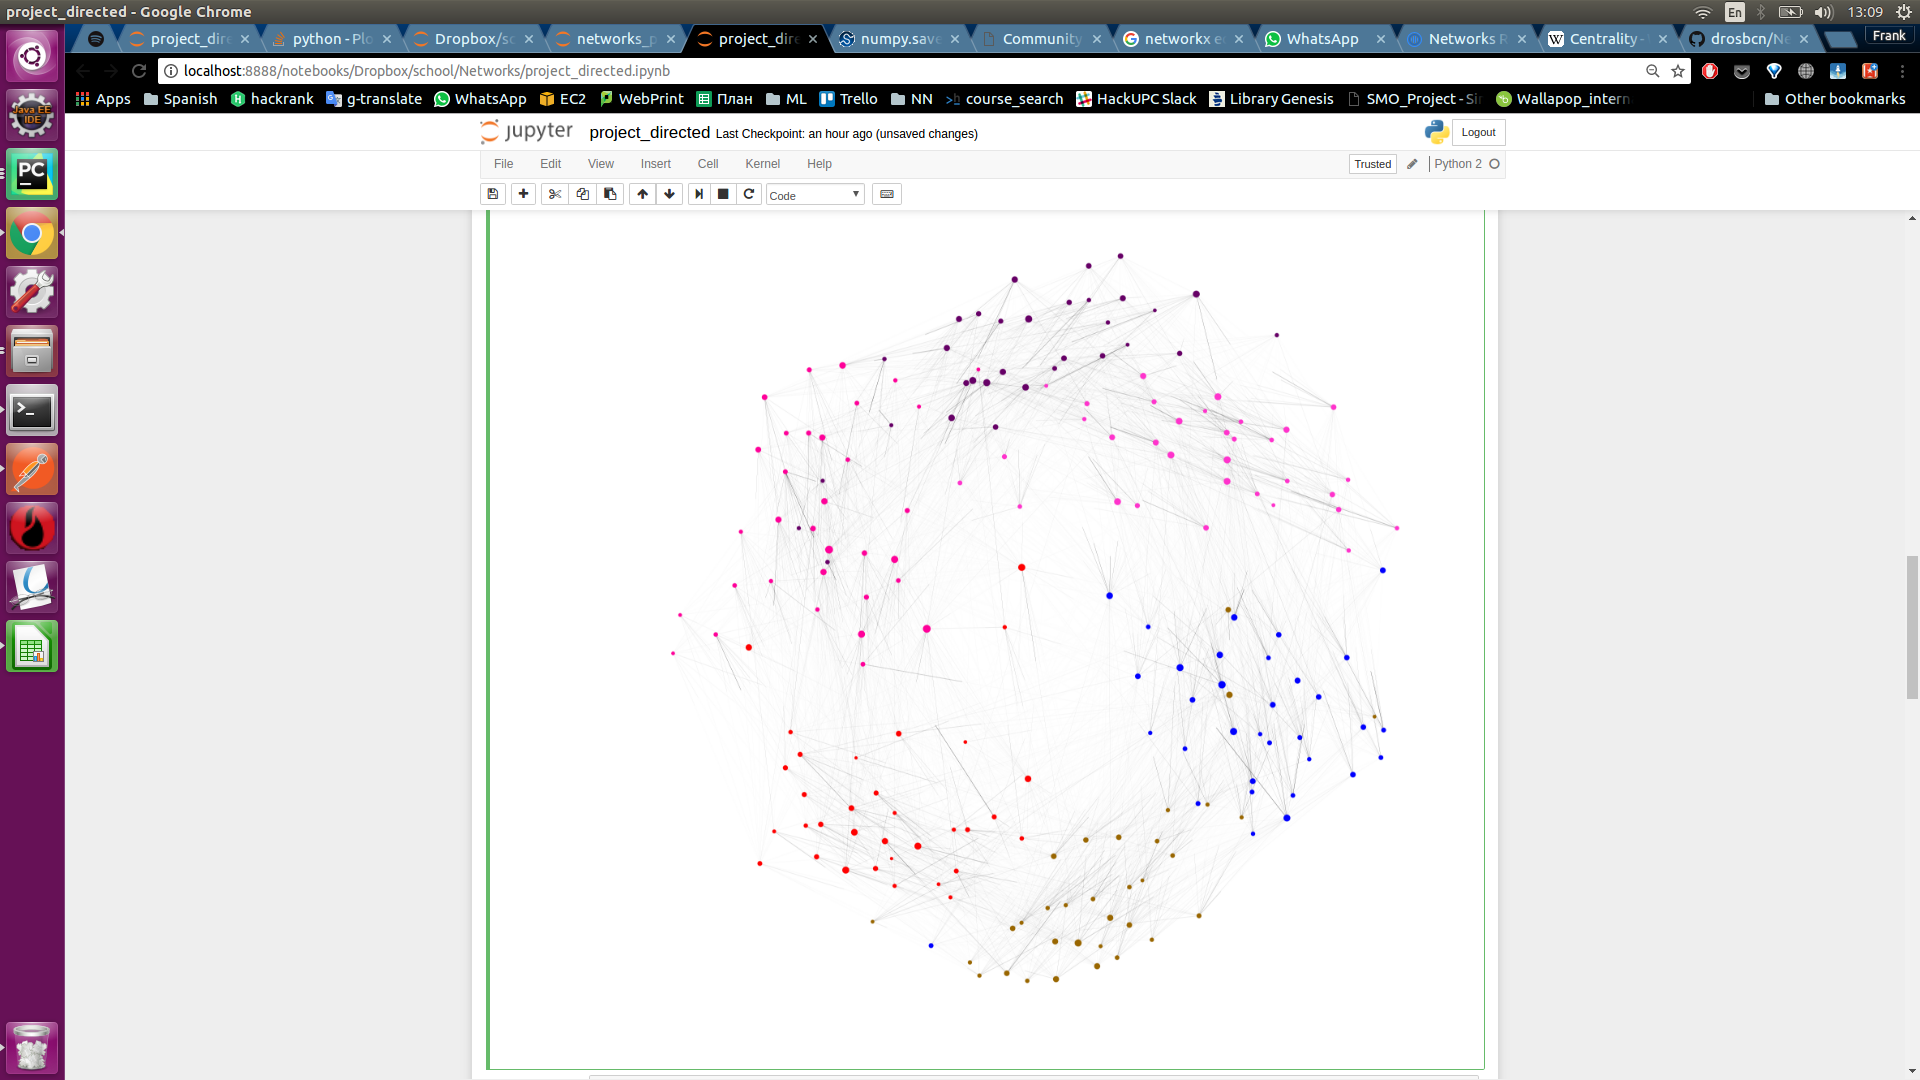 project_directed - Google Chrome
En
13:09
project_dire
python - Plo
Dropbox/sc
networks_p
project_dire
numpy.save
Community
networkx e
WhatsApp
Networks R
Centrality -
drosbcn/Ne
Frank
localhost:8888/notebooks/Dropbox/school/Networks/project_directed.ipynb
Apps
Spanish
hackrank
g-translate
WhatsApp
EC2
WebPrint
План
ML
Trello
NN
course_search
HackUPC Slack
Library Genesis
SMO_Project - Sim
Wallapop_intern
Other bookmarks
jupyter
project_directed Last Checkpoint: an hour ago (unsaved changes)
Logout
File
Edit
View
Insert
Cell
Kernel
Help
Trusted
Python 2
Code
Java EE
IDE
PC